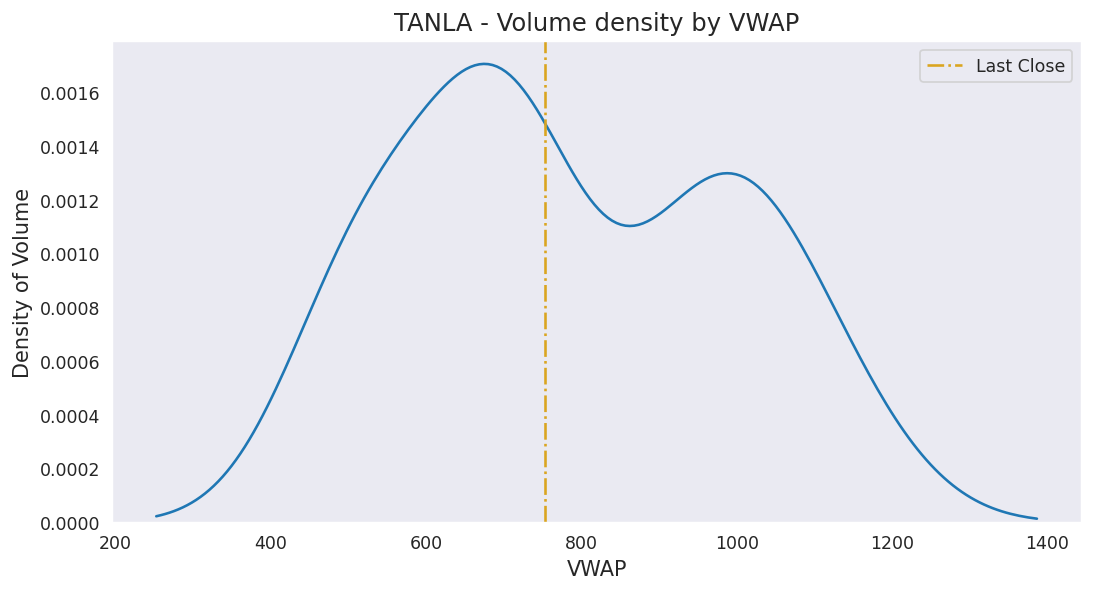 TANLA - Volume density by VWAP
Last Close
Density of Volume
0.0016
0.0014
0.0012
0.0010
0.0008
0.0006
0.0004
0.0002
0.0000
200 400 600 800 1000 1200 1400
VWAP